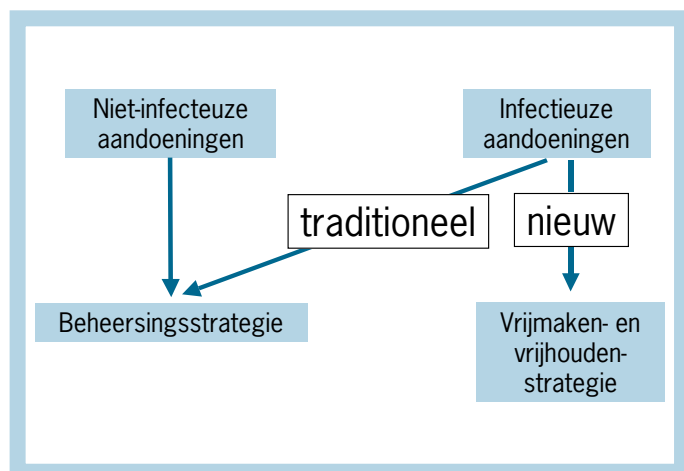 Niet-infecteuze
aandoeningen
Infectieuze
aandoeningen
traditioneel
nieuw
Beheersingsstrategie
Vrijmaken- en
vrijhouden-
strategie